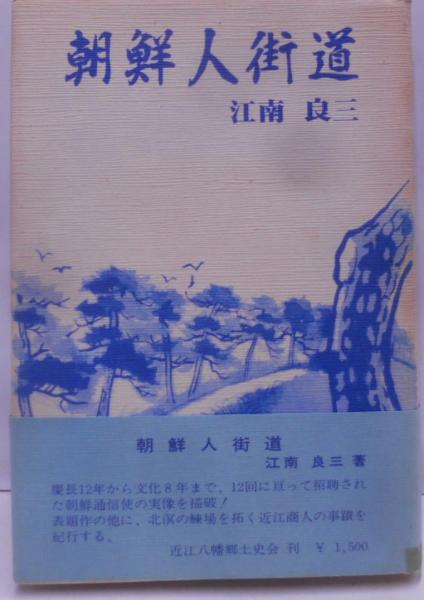 朝鮮人街道
江南 良三
朝鮮人街道
江南 良三 著
慶長12年から文化8年まで、12回に亘って招聘され
た朝鮮通信使の実像を描破！
表題作の他に、北溟の鰊場を拓く近江商人の事蹟を
紀行する。
近江八幡郷土史会 刊 ￥ 1,500